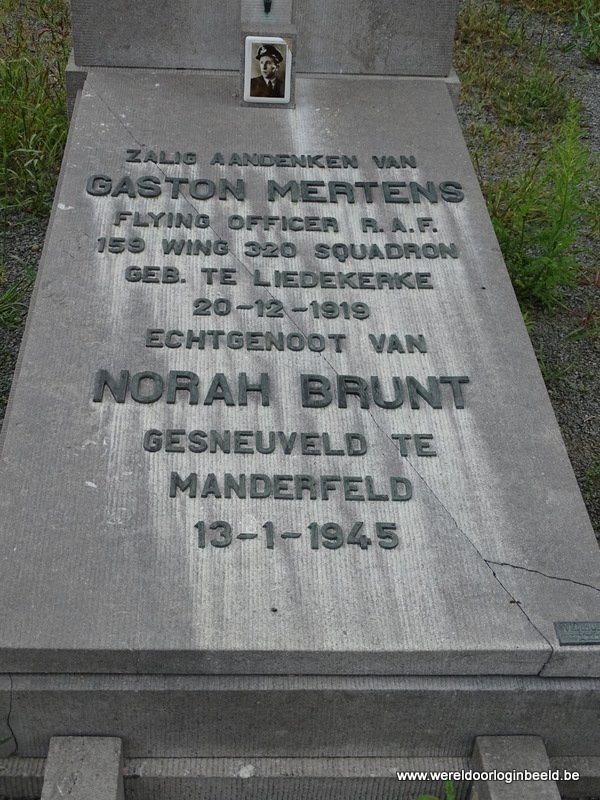 ZALIG AANDENKEN VAN
GASTON MERTENS
FLYING OFFICER R.A.F.
159 WING 320 SQUADRON
GEB. TE LIEDEKERKE
20-12-1919
ECHTGENOOT VAN
NORAH BRUNT
GESNEUVELD TE
MANDERFELD
13-1-1945
www.wereldoorloginbeeld.be